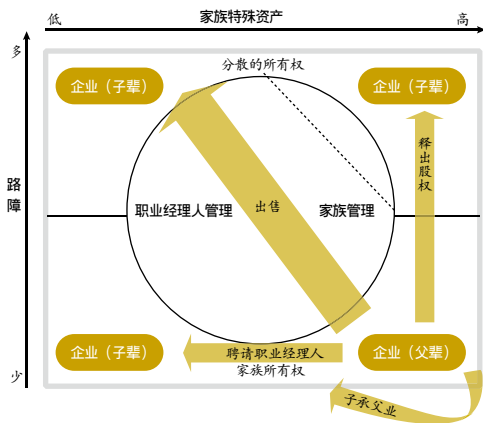 家族特殊资产
低
高
多
分散的所有权
企业（子辈）
企业（子辈）
释出股权
路障
职业经理人管理
出售
家族管理
企业（子辈）
聘请职业经理人
企业（父辈）
家族所有权
少
子承父业